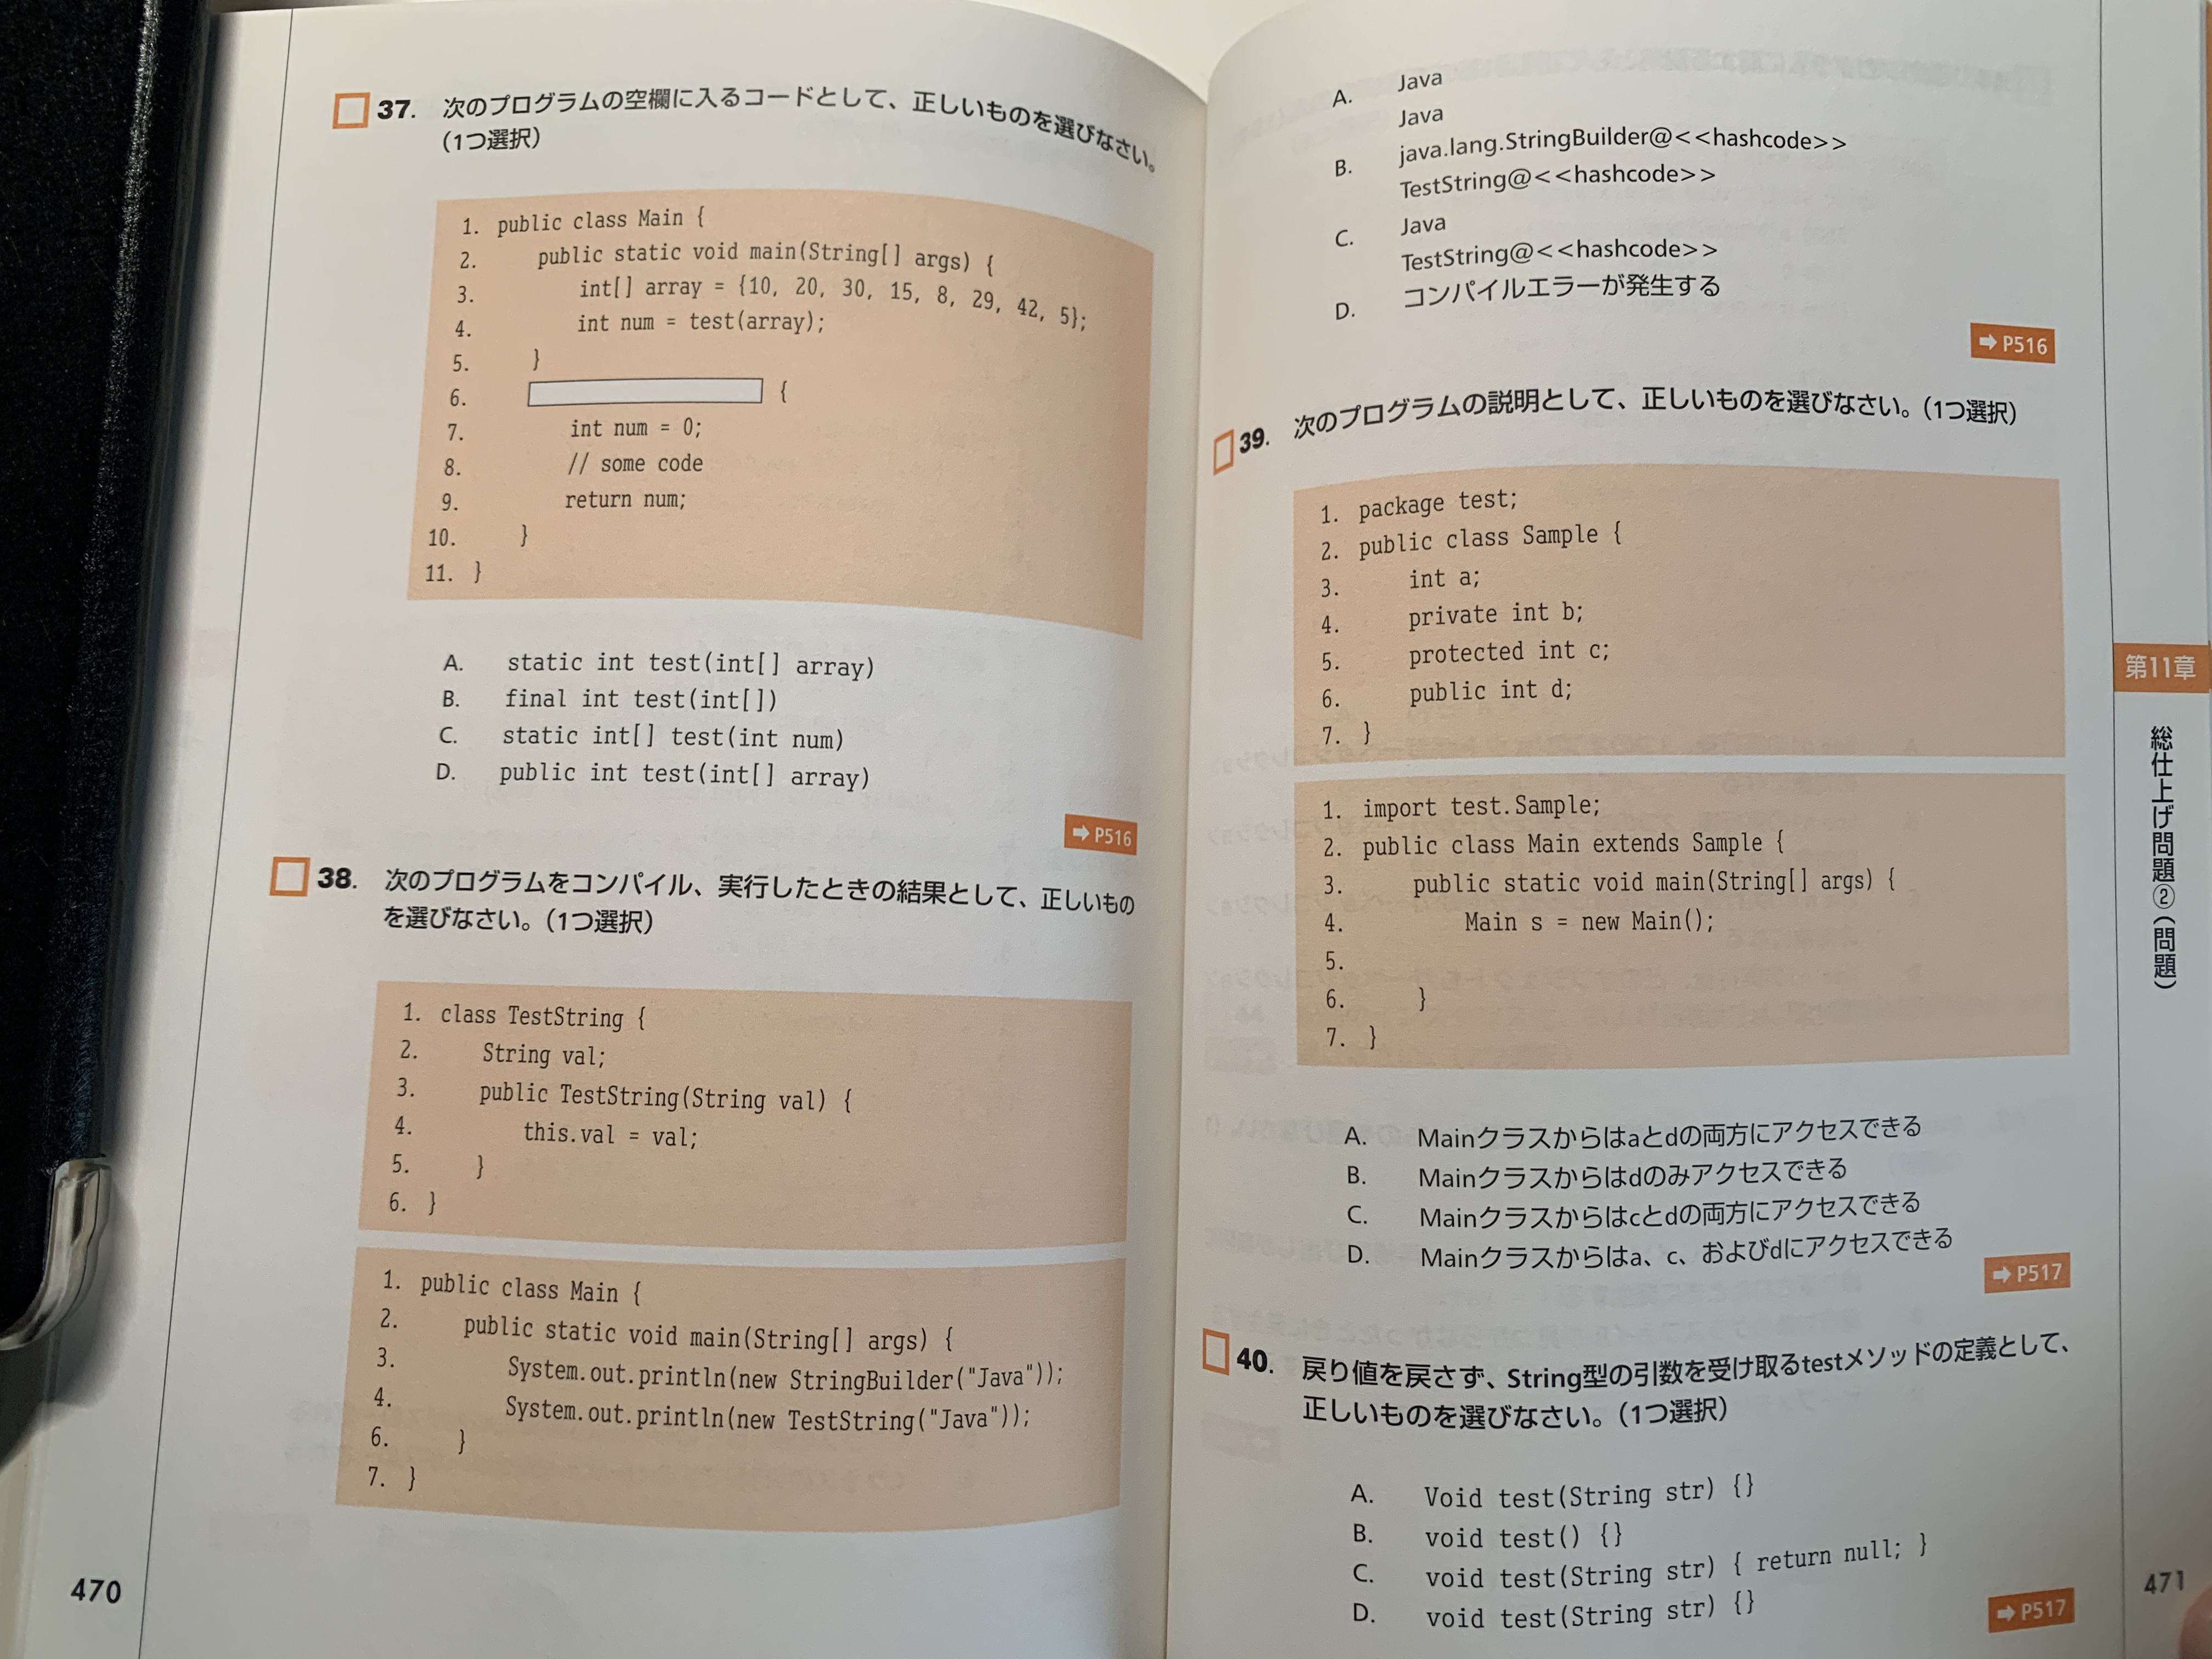 37. 次のプログラムの空欄に入るコードとして、正しいものを選びなさい。
(1つ選択)
1. public class Main {
2. public static void main(String[] args) {
3. int[] array = {10, 20, 30, 15, 8, 29, 42, 5};
4. int num = test(array);
5. }
6. {
7. int num = 0;
8. // some code
9. return num;
10. }
11. }
A. static int test(int[] array)
B. final int test(int[])
C. static int[] test(int num)
D. public int test(int[] array)
➡ P516
38. 次のプログラムをコンパイル、実行したときの結果として、正しいもの
を選びなさい。(1つ選択)
1. class TestString {
2. String val;
3. public TestString(String val) {
4. this.val = val;
5. }
6. }
1. public class Main {
2. public static void main(String[] args) {
3. System.out.println(new StringBuilder("Java"));
4. System.out.println(new TestString("Java"));
6. }
7. }
470
A. Java
Java
B. java.lang.StringBuilder@<<hashcode>>
TestString@<<hashcode>>
C. Java
TestString@<<hashcode>>
D. コンパイルエラーが発生する
➡ P516
39. 次のプログラムの説明として、正しいものを選びなさい。(1つ選択)
1. package test;
2. public class Sample {
3. int a;
4. private int b;
5. protected int c;
6. public int d;
7. }
1. import test.Sample;
2. public class Main extends Sample {
3. public static void main(String[] args) {
4. Main s = new Main();
5.
6. }
7. }
A. Mainクラスからはaとdの両方にアクセスできる
B. Mainクラスからはdのみアクセスできる
C. Mainクラスからはcとdの両方にアクセスできる
D. Mainクラスからはa、c、およびdにアクセスできる
➡ P517
40. 戻り値を戻さず、String型の引数を受け取るtestメソッドの定義として、
正しいものを選びなさい。(1つ選択)
A. Void test(String str) {}
B. void test() {}
C. void test(String str) { return null; }
D. void test(String str) {}
➡ P517
第11章
総仕上げ問題②(問題)
471